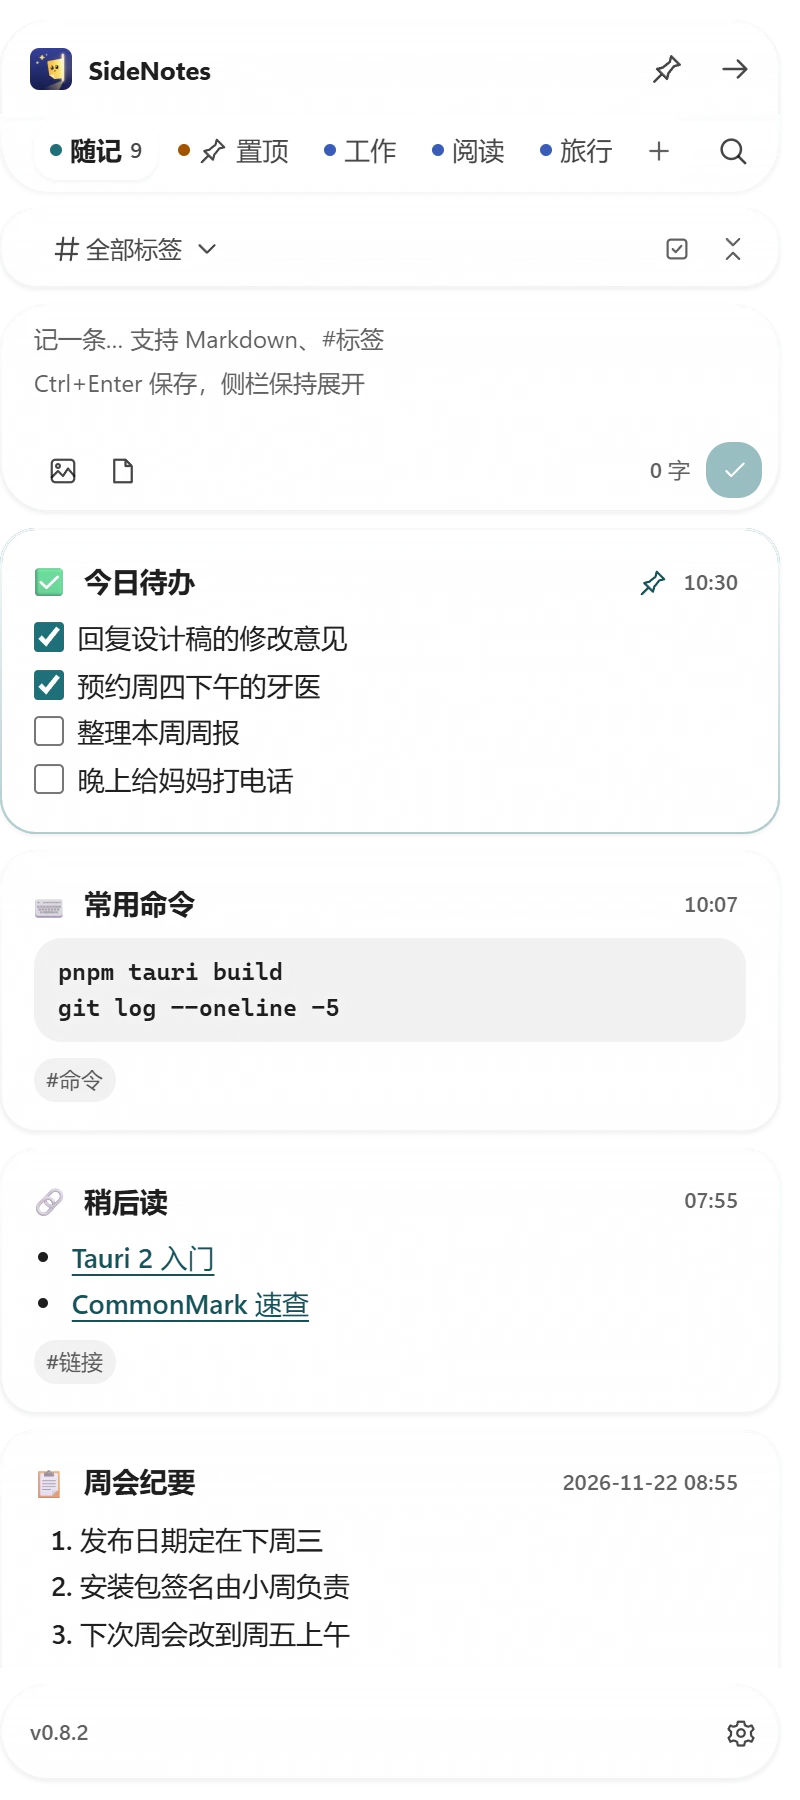 SideNotes
随记 9 置顶 工作 阅读 旅行
全部标签
记一条... 支持 Markdown、#标签
Ctrl+Enter 保存，侧栏保持展开
0 字
今日待办 10:30
回复设计稿的修改意见
预约周四下午的牙医
整理本周周报
晚上给妈妈打电话
常用命令 10:07
pnpm tauri build
git log --oneline -5
#命令
稍后读 07:55
Tauri 2 入门
CommonMark 速查
#链接
周会纪要 2026-11-22 08:55
1. 发布日期定在下周三
2. 安装包签名由小周负责
3. 下次周会改到周五上午
v0.8.2